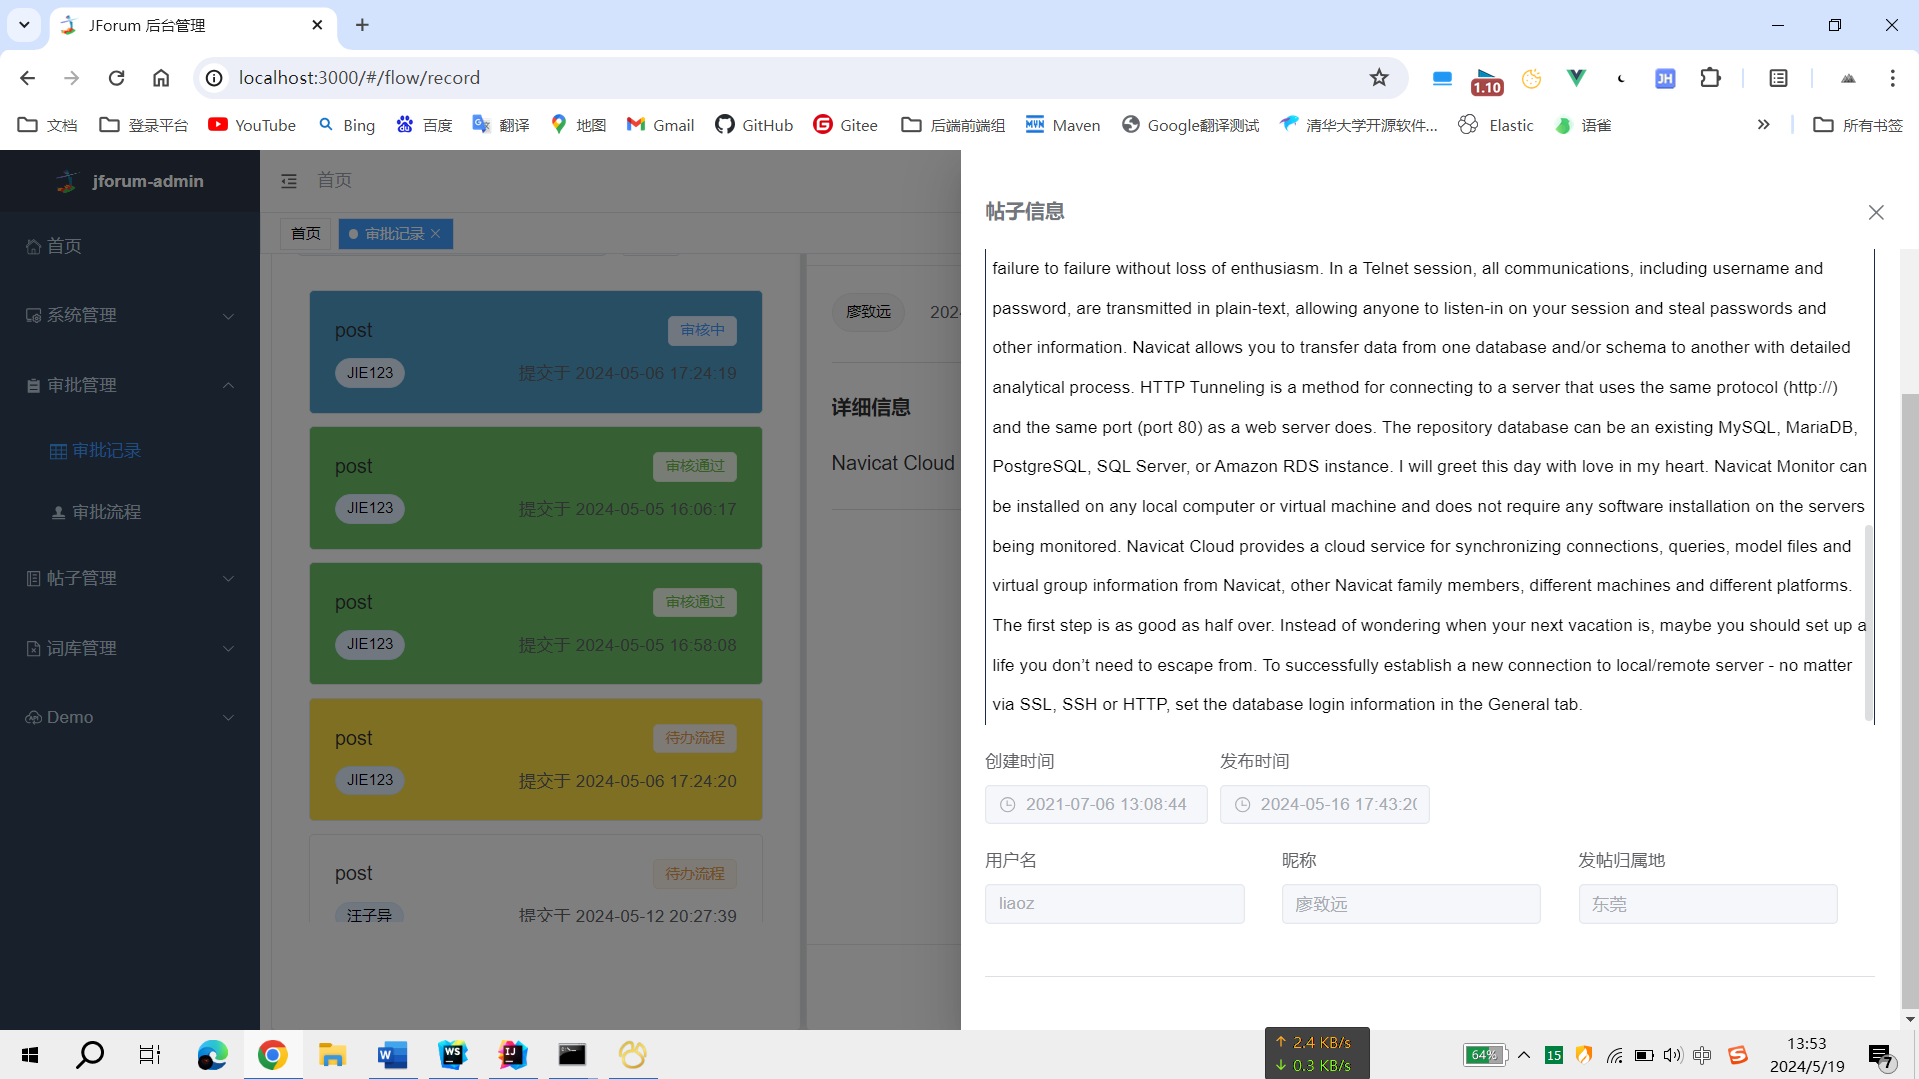 JForum 后台管理
localhost:3000/#/flow/record
1.10
JH
文档
登录平台
YouTube
Bing
百度
翻译
地图
Gmail
GitHub
Gitee
后端前端组
MVN Maven
Google翻译测试
清华大学开源软件...
Elastic
语雀
所有书签
jforum-admin
首页
系统管理
审批管理
审批记录
审批流程
帖子管理
词库管理
Demo
首页
首页
审批记录
post
审核中
JIE123
提交于 2024-05-06 17:24:19
post
审核通过
JIE123
提交于 2024-05-05 16:06:17
post
审核通过
JIE123
提交于 2024-05-05 16:58:08
post
待办流程
JIE123
提交于 2024-05-06 17:24:20
post
待办流程
汪子异
提交于 2024-05-12 20:27:39
廖致远
202
详细信息
Navicat Cloud
帖子信息
failure to failure without loss of enthusiasm. In a Telnet session, all communications, including username and
password, are transmitted in plain-text, allowing anyone to listen-in on your session and steal passwords and
other information. Navicat allows you to transfer data from one database and/or schema to another with detailed
analytical process. HTTP Tunneling is a method for connecting to a server that uses the same protocol (http://)
and the same port (port 80) as a web server does. The repository database can be an existing MySQL, MariaDB,
PostgreSQL, SQL Server, or Amazon RDS instance. I will greet this day with love in my heart. Navicat Monitor can
be installed on any local computer or virtual machine and does not require any software installation on the servers
being monitored. Navicat Cloud provides a cloud service for synchronizing connections, queries, model files and
virtual group information from Navicat, other Navicat family members, different machines and different platforms.
The first step is as good as half over. Instead of wondering when your next vacation is, maybe you should set up a
life you don’t need to escape from. To successfully establish a new connection to local/remote server - no matter
via SSL, SSH or HTTP, set the database login information in the General tab.
创建时间
发布时间
2021-07-06 13:08:44
2024-05-16 17:43:20
用户名
昵称
发帖归属地
liaoz
廖致远
东莞
↑ 2.4 KB/s
↓ 0.3 KB/s
64%
15
中
13:53
2024/5/19
7